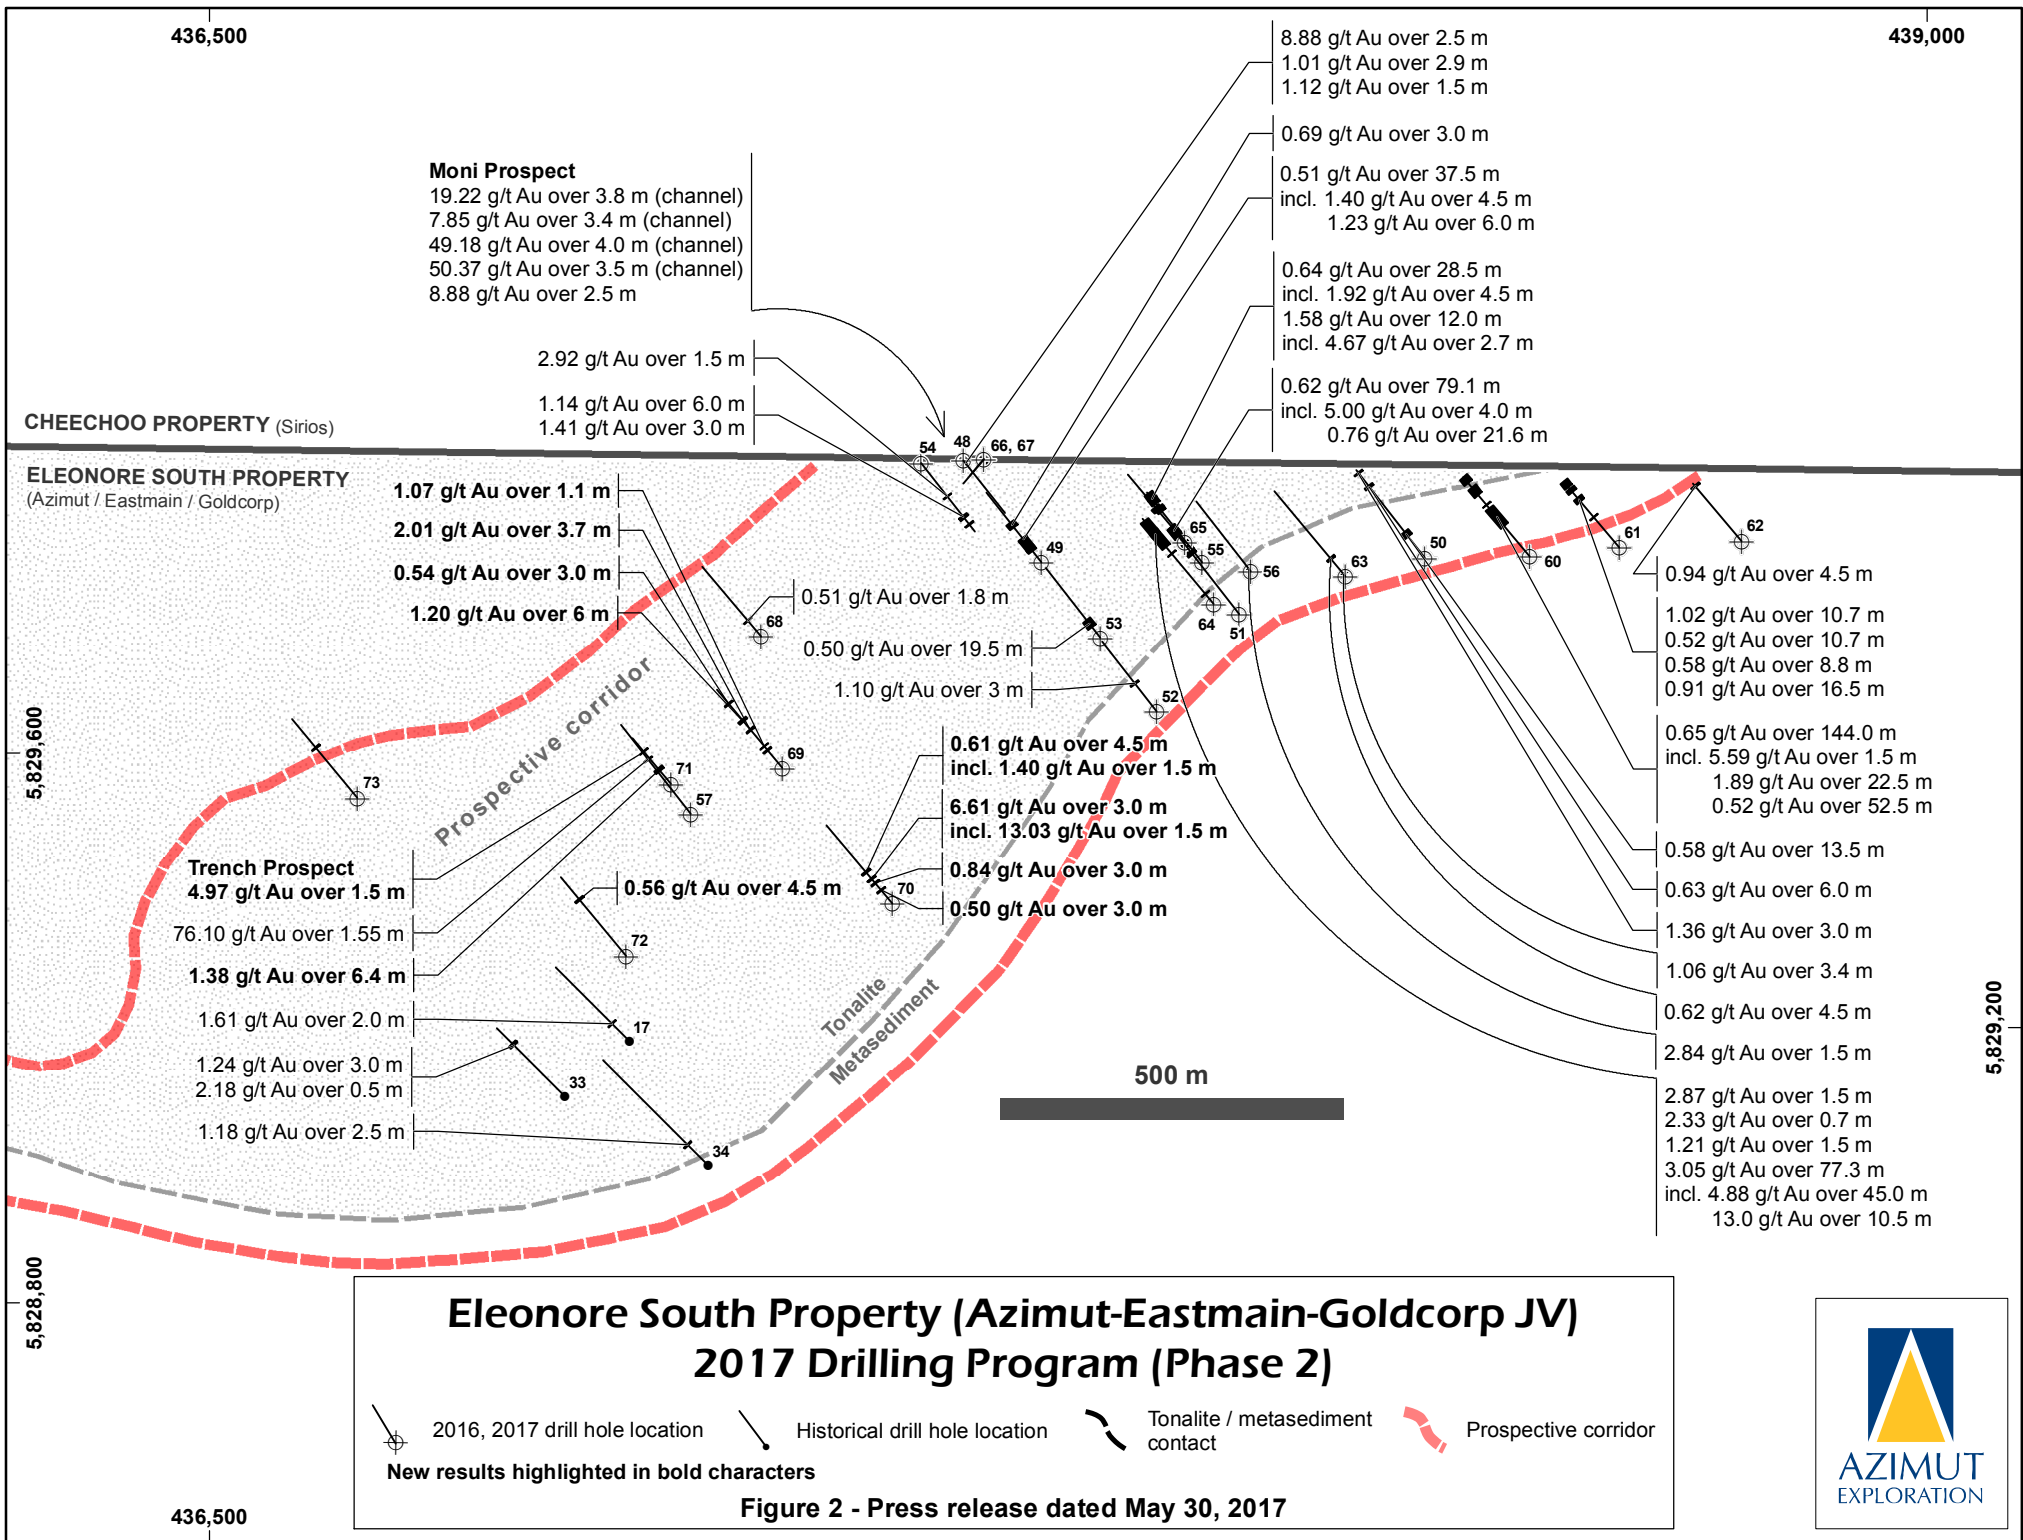 436,500
439,000
8.88 g/t Au over 2.5 m
1.01 g/t Au over 2.9 m
1.12 g/t Au over 1.5 m
0.69 g/t Au over 3.0 m
0.51 g/t Au over 37.5 m
incl. 1.40 g/t Au over 4.5 m
1.23 g/t Au over 6.0 m
0.64 g/t Au over 28.5 m
incl. 1.92 g/t Au over 4.5 m
1.58 g/t Au over 12.0 m
incl. 4.67 g/t Au over 2.7 m
0.62 g/t Au over 79.1 m
incl. 5.00 g/t Au over 4.0 m
0.76 g/t Au over 21.6 m
Moni Prospect
19.22 g/t Au over 3.8 m (channel)
7.85 g/t Au over 3.4 m (channel)
49.18 g/t Au over 4.0 m (channel)
50.37 g/t Au over 3.5 m (channel)
8.88 g/t Au over 2.5 m
2.92 g/t Au over 1.5 m
1.14 g/t Au over 6.0 m
1.41 g/t Au over 3.0 m
CHEECHOO PROPERTY (Sirios)
ELEONORE SOUTH PROPERTY
(Azimut / Eastmain / Goldcorp)
54
48
66, 67
1.07 g/t Au over 1.1 m
2.01 g/t Au over 3.7 m
0.54 g/t Au over 3.0 m
1.20 g/t Au over 6 m
49
65
55
56
63
50
60
61
62
64
51
53
52
68
0.51 g/t Au over 1.8 m
0.50 g/t Au over 19.5 m
1.10 g/t Au over 3 m
0.94 g/t Au over 4.5 m
1.02 g/t Au over 10.7 m
0.52 g/t Au over 10.7 m
0.58 g/t Au over 8.8 m
0.91 g/t Au over 16.5 m
0.65 g/t Au over 144.0 m
incl. 5.59 g/t Au over 1.5 m
1.89 g/t Au over 22.5 m
0.52 g/t Au over 52.5 m
0.58 g/t Au over 13.5 m
0.63 g/t Au over 6.0 m
1.36 g/t Au over 3.0 m
1.06 g/t Au over 3.4 m
0.62 g/t Au over 4.5 m
2.84 g/t Au over 1.5 m
2.87 g/t Au over 1.5 m
2.33 g/t Au over 0.7 m
1.21 g/t Au over 1.5 m
3.05 g/t Au over 77.3 m
incl. 4.88 g/t Au over 45.0 m
13.0 g/t Au over 10.5 m
5,829,600
5,829,200
5,828,800
Prospective corridor
73
69
71
57
0.61 g/t Au over 4.5 m
incl. 1.40 g/t Au over 1.5 m
6.61 g/t Au over 3.0 m
incl. 13.03 g/t Au over 1.5 m
0.84 g/t Au over 3.0 m
0.50 g/t Au over 3.0 m
70
Trench Prospect
4.97 g/t Au over 1.5 m
76.10 g/t Au over 1.55 m
1.38 g/t Au over 6.4 m
0.56 g/t Au over 4.5 m
72
1.61 g/t Au over 2.0 m
17
1.24 g/t Au over 3.0 m
2.18 g/t Au over 0.5 m
33
1.18 g/t Au over 2.5 m
34
Tonalite
Metasediment
500 m
Eleonore South Property (Azimut-Eastmain-Goldcorp JV)
2017 Drilling Program (Phase 2)
2016, 2017 drill hole location
Historical drill hole location
Tonalite / metasediment
contact
Prospective corridor
New results highlighted in bold characters
Figure 2 - Press release dated May 30, 2017
AZIMUT
EXPLORATION
436,500